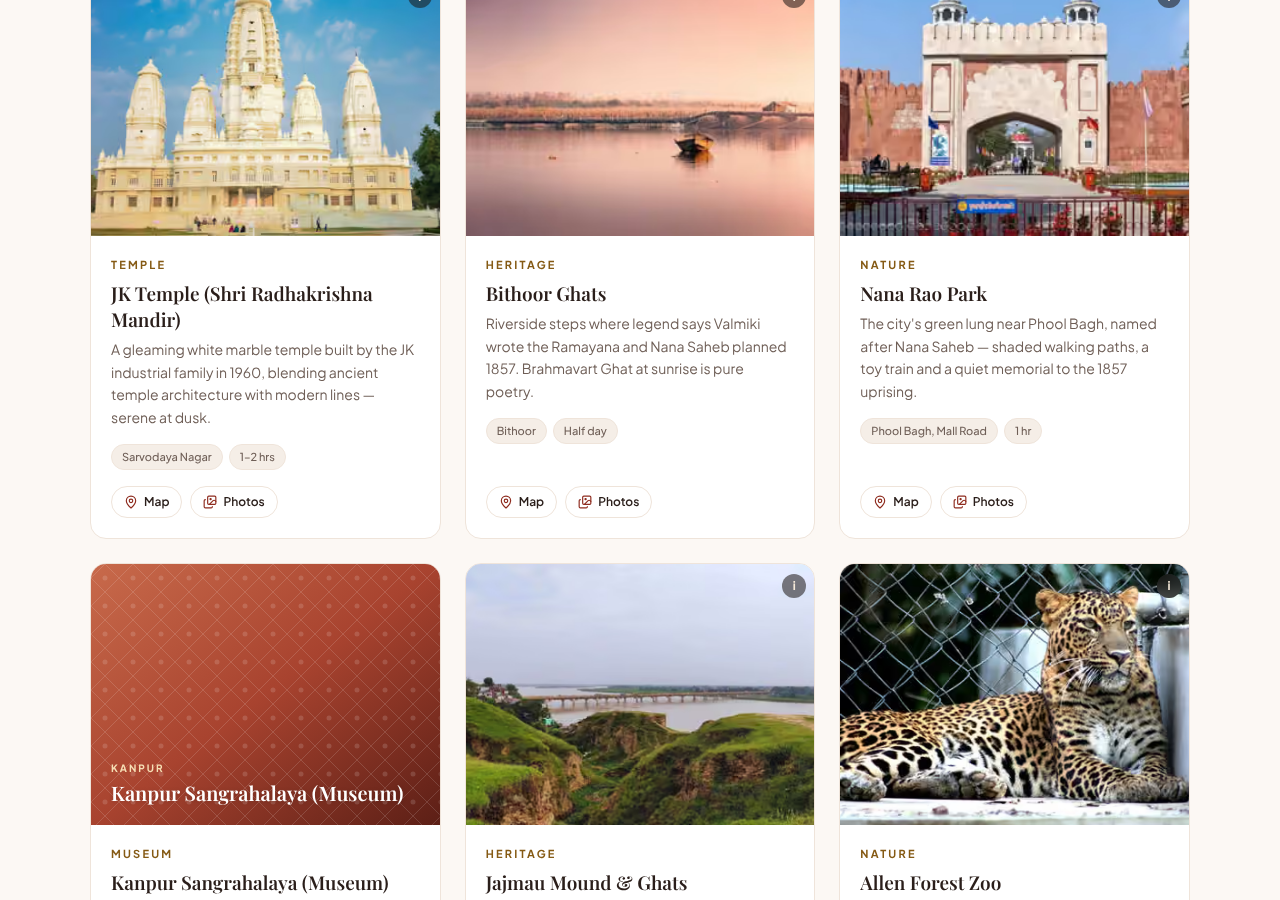 TEMPLE
JK Temple (Shri Radhakrishna
Mandir)
A gleaming white marble temple built by the JK
industrial family in 1960, blending ancient
temple architecture with modern lines —
serene at dusk.
Sarvodaya Nagar
1–2 hrs
Map
Photos
HERITAGE
Bithoor Ghats
Riverside steps where legend says Valmiki
wrote the Ramayana and Nana Saheb planned
1857. Brahmavart Ghat at sunrise is pure
poetry.
Bithoor
Half day
Map
Photos
NATURE
Nana Rao Park
The city's green lung near Phool Bagh, named
after Nana Saheb — shaded walking paths, a
toy train and a quiet memorial to the 1857
uprising.
Phool Bagh, Mall Road
1 hr
Map
Photos
KANPUR
Kanpur Sangrahalaya (Museum)
MUSEUM
Kanpur Sangrahalaya (Museum)
i
HERITAGE
Jajmau Mound & Ghats
i
NATURE
Allen Forest Zoo